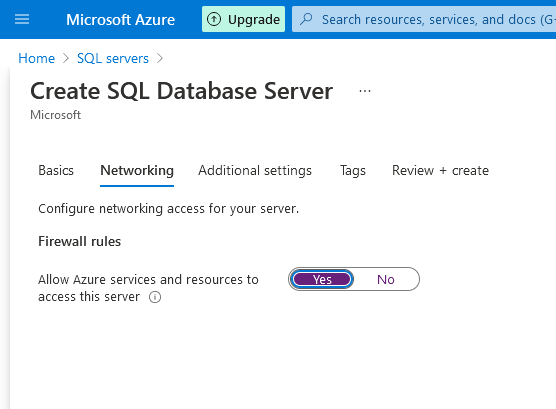 Microsoft Azure
Upgrade
Search resources, services, and docs (G
Home > SQL servers >
Create SQL Database Server ...
Microsoft
Basics Networking Additional settings Tags Review + create
Configure networking access for your server.
Firewall rules
Allow Azure services and resources to
access this server
Yes No